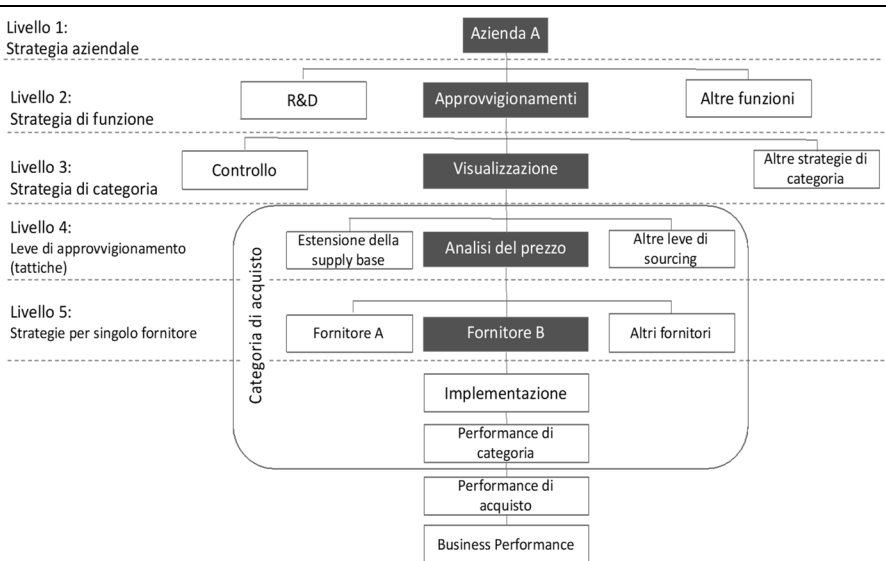 Livello 1:
Strategia aziendale
Azienda A
Livello 2:
Strategia di funzione
R&D
Approvvigionamenti
Altre funzioni
Livello 3:
Strategia di categoria
Controllo
Visualizzazione
Altre strategie di
categoria
Livello 4:
Leve di approvvigionamento
(tattiche)
Categoria di acquisto
Estensione della
supply base
Analisi del prezzo
Altre leve di
sourcing
Livello 5:
Strategie per singolo fornitore
Fornitore A
Fornitore B
Altri fornitori
Implementazione
Performance di
categoria
Performance di
acquisto
Business Performance